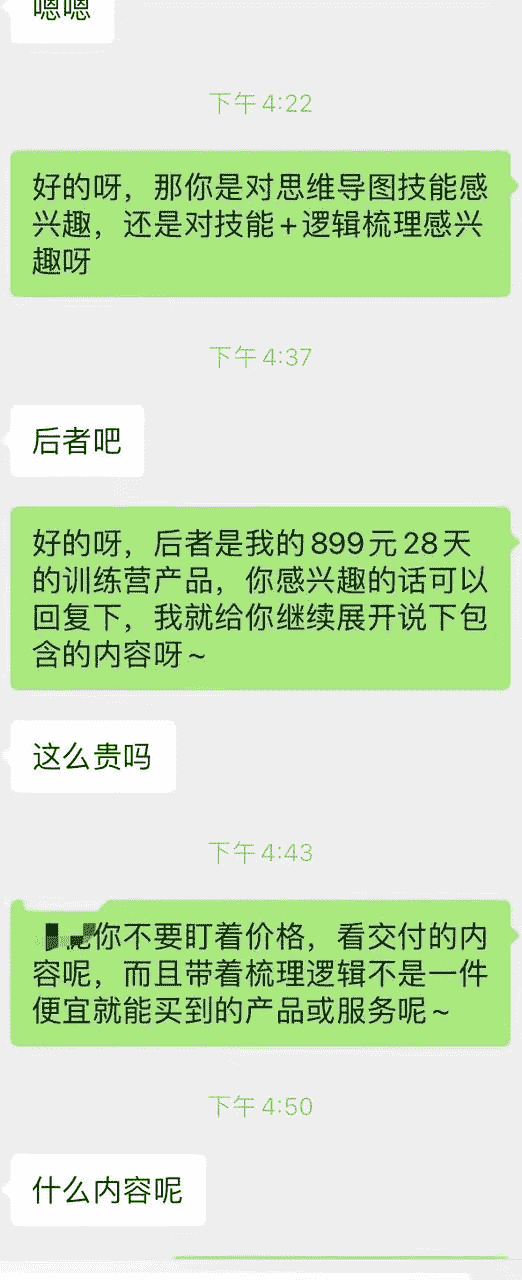 嗯嗯
下午 4:22
好的呀，那你是对思维导图技能感
兴趣，还是对技能+逻辑梳理感兴
趣呀
下午 4:37
后者吧
好的呀，后者是我的899元28天
的训练营产品，你感兴趣的话可以
回复下，我就给你继续展开说下包
含的内容呀~
这么贵吗
下午 4:43
你不要盯着价格，看交付的内
容呢，而且带着梳理逻辑不是一件
便宜就能买到的产品或服务呢~
下午 4:50
什么内容呢